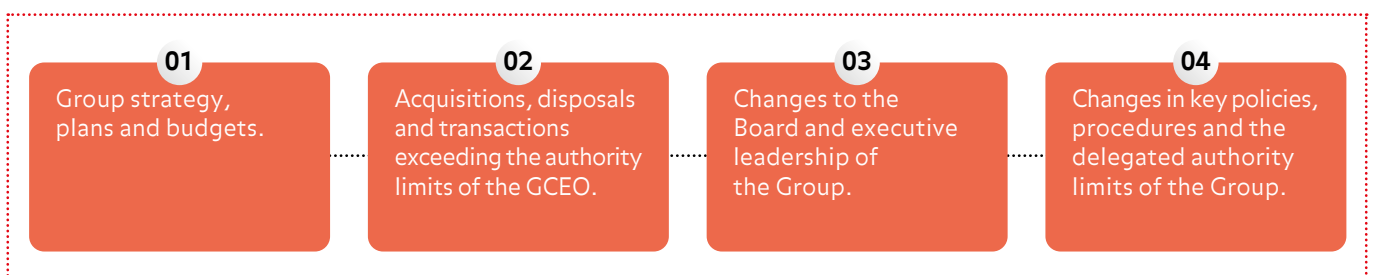 01
Group strategy,
plans and budgets.
02
Acquisitions, disposals
and transactions
exceeding the authority
limits of the GCEO.
03
Changes to the
Board and executive
leadership of
the Group.
04
Changes in key policies,
procedures and the
delegated authority
limits of the Group.